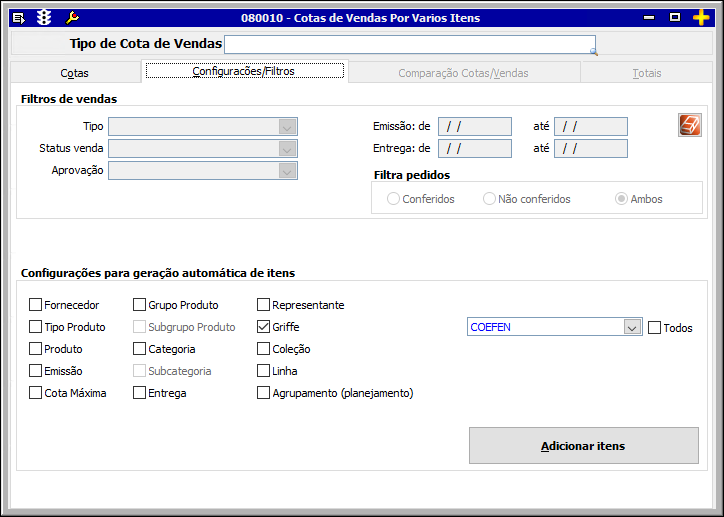 080010 - Cotas de Vendas Por Varios Itens
Tipo de Cota de Vendas
Cotas
Configuracões/Filtros
Comparação Cotas/Vendas
Totais
Filtros de vendas
Tipo
Emissão: de / / até / /
Status venda
Entrega: de / / até / /
Aprovação
Filtra pedidos
Conferidos Não conferidos Ambos
Configurações para geração automática de itens
Fornecedor Grupo Produto Representante
Tipo Produto Subgrupo Produto Griffe COEFEN Todos
Produto Categoria Coleção
Emissão Subcategoria Linha
Cota Máxima Entrega Agrupamento (planejamento)
Adicionar itens